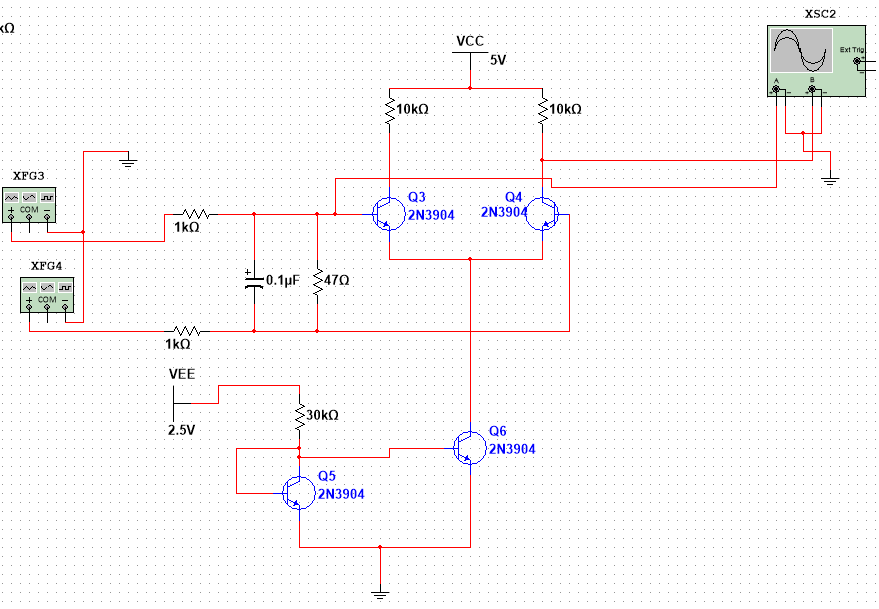 XSC2
kΩ
VCC
5V
Ext Trig
+
-
A
B
+
-
+
-
10kΩ
10kΩ
XFG3
COM
+
-
Q3
2N3904
Q4
2N3904
1kΩ
XFG4
COM
+
-
+
0.1µF
47Ω
1kΩ
VEE
2.5V
30kΩ
Q6
2N3904
Q5
2N3904